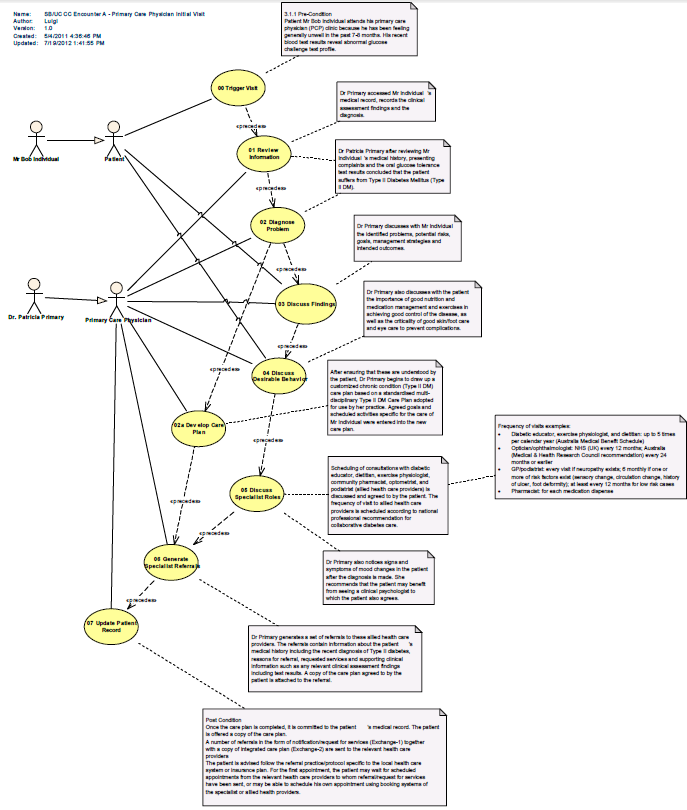 Name: SB/UC CC Encounter A - Primary Care Physician Initial Visit
Author: Luigi
Version: 1.0
Created: 5/4/2011 4:36:46 PM
Updated: 7/19/2012 1:41:55 PM
3.1.1 Pre-Condition
Patient Mr Bob Individual attends his primary care
physician (PCP) clinic because he has been feeling
generally unwell in the past 7-8 months. His recent
blood test results reveal abnormal glucose
challenge test profile.
00 Trigger Visit
«precedes»
Dr Primary accessed Mr Individual 's
medical record, records the clinical
assessment findings and the
diagnosis.
Mr Bob Individual
Patient
01 Review
Information
Dr Patricia Primary after reviewing Mr
Individual 's medical history, presenting
complaints and the oral glucose tolerance
test results concluded that the patient
suffers from Type II Diabetes Mellitus (Type
II DM).
«precedes»
02 Diagnose
Problem
Dr Primary discusses with Mr Individual
the identified problems, potential risks,
goals, management strategies and
intended outcomes.
«precedes»
Dr. Patricia Primary
Primary Care Physician
03 Discuss Findings
Dr Primary also discusses with the patient
the importance of good nutrition and
medication management and exercises in
achieving good control of the disease, as
well as the criticality of good skin/foot care
and eye care to prevent complications.
«precedes»
«precedes»
04 Discuss
Desirable Behavior
After ensuring that these are understood by
the patient, Dr Primary begins to draw up a
customized chronic condition (Type II DM)
care plan based on a standardised multi-
disciplinary Type II DM Care Plan adopted
for use by her practice. Agreed goals and
scheduled activities specific for the care of
Mr Individual were entered into the new
care plan.
02a Develop Care
Plan
«precedes»
Frequency of visits examples:
• Diabetic educator, exercise physiologist, and dietitian: up to 5 times
per calendar year (Australia Medical Benefit Schedule)
• Optician/ophthalmologist: NHS (UK) every 12 months; Australia
(Medical & Health Research Council recommendation) every 24
months or earlier
• GP/podiatrist: every visit if neuropathy exists; 6 monthly if one or
more of risk factors exist (sensory change, circulation change, history
of ulcer, foot deformity); at least every 12 months for low risk cases
• Pharmacist: for each medication dispense
Scheduling of consultations with diabetic
educator, dietitian, exercise physiologist,
community pharmacist, optometrist, and
podiatrist (allied health care providers) is
discussed and agreed to by the patient. The
frequency of visit to allied health care
providers is scheduled according to national
professional recommendation for
collaborative diabetes care.
05 Discuss
Specialist Roles
«precedes»
«precedes»
06 Generate
Specialist Referrals
Dr Primary also notices signs and
symptoms of mood changes in the patient
after the diagnosis is made. She
recommends that the patient may benefit
from seeing a clinical psychologist to
which the patient also agrees.
«precedes»
07 Update Patient
Record
Dr Primary generates a set of referrals to these allied health care
providers. The referrals contain information about the patient 's
medical history including the recent diagnosis of Type II diabetes,
reasons for referral, requested services and supporting clinical
information such as any relevant clinical assessment findings
including test results. A copy of the care plan agreed to by the
patient is attached to the referral.
Post Condition
Once the care plan is completed, it is committed to the patient 's medical record. The patient
is offered a copy of the care plan.
A number of referrals in the form of notification/request for services (Exchange-1) together
with a copy of integrated care plan (Exchange-2) are sent to the relevant health care
providers
The patient is advised follow the referral practice/protocol specific to the local health care
system or insurance plan. For the first appointment, the patient may wait for scheduled
appointments from the relevant health care providers to whom referral/request for services
have been sent, or may be able to schedule his own appointment using booking systems of
the specialist or allied health providers.